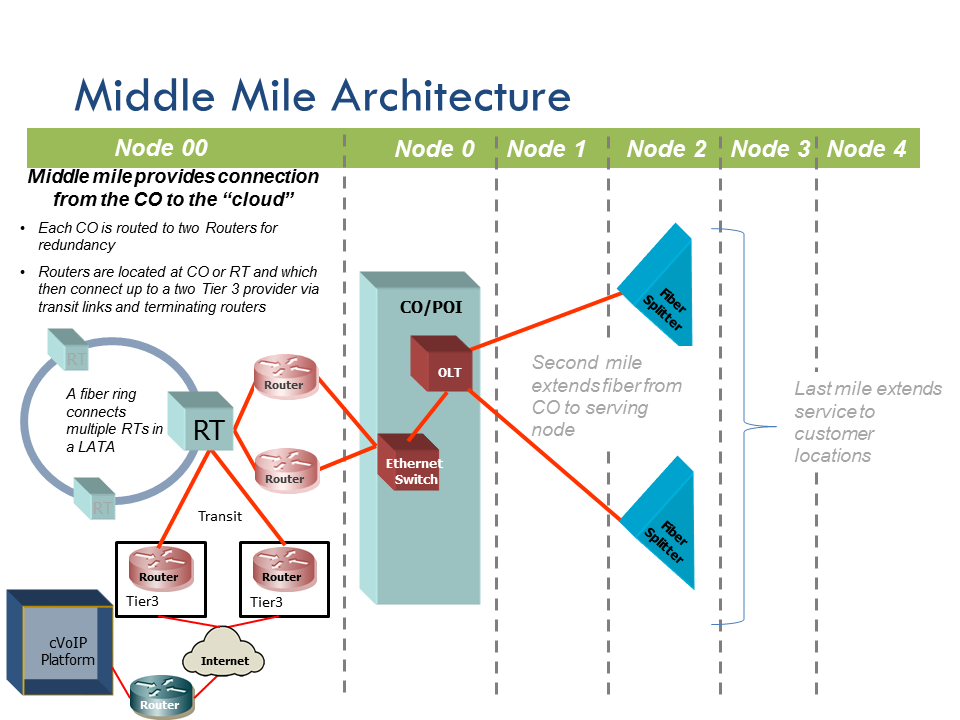 Middle Mile Architecture
Node 00
Node 0
Node 1
Node 2
Node 3
Node 4
Middle mile provides connection
from the CO to the “cloud”
• Each CO is routed to two Routers for
redundancy
• Routers are located at CO or RT and which
then connect up to a two Tier 3 provider via
transit links and terminating routers
RT
A fiber ring
connects
multiple RTs in
a LATA
RT
RT
Router
Router
Transit
Router
Tier3
Router
Tier3
cVoIP
Platform
Internet
Router
CO/POI
OLT
Ethernet
Switch
Second mile
extends fiber from
CO to serving
node
Fiber
Splitter
Fiber
Splitter
Last mile extends
service to
customer
locations